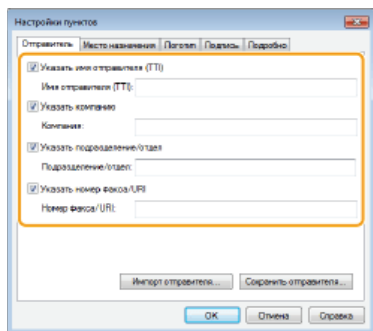 Настройки пунктов
Отправитель Место назначения Логотип Подпись Подробно
Указать имя отправителя (TTI)
Имя отправителя (TTI):
Указать компанию
Компания:
Указать подразделение/отдел
Подразделение/отдел:
Указать номер факса/URI
Номер факса/URI:
Импорт отправителя... Сохранить отправителя...
OK Отмена Справка